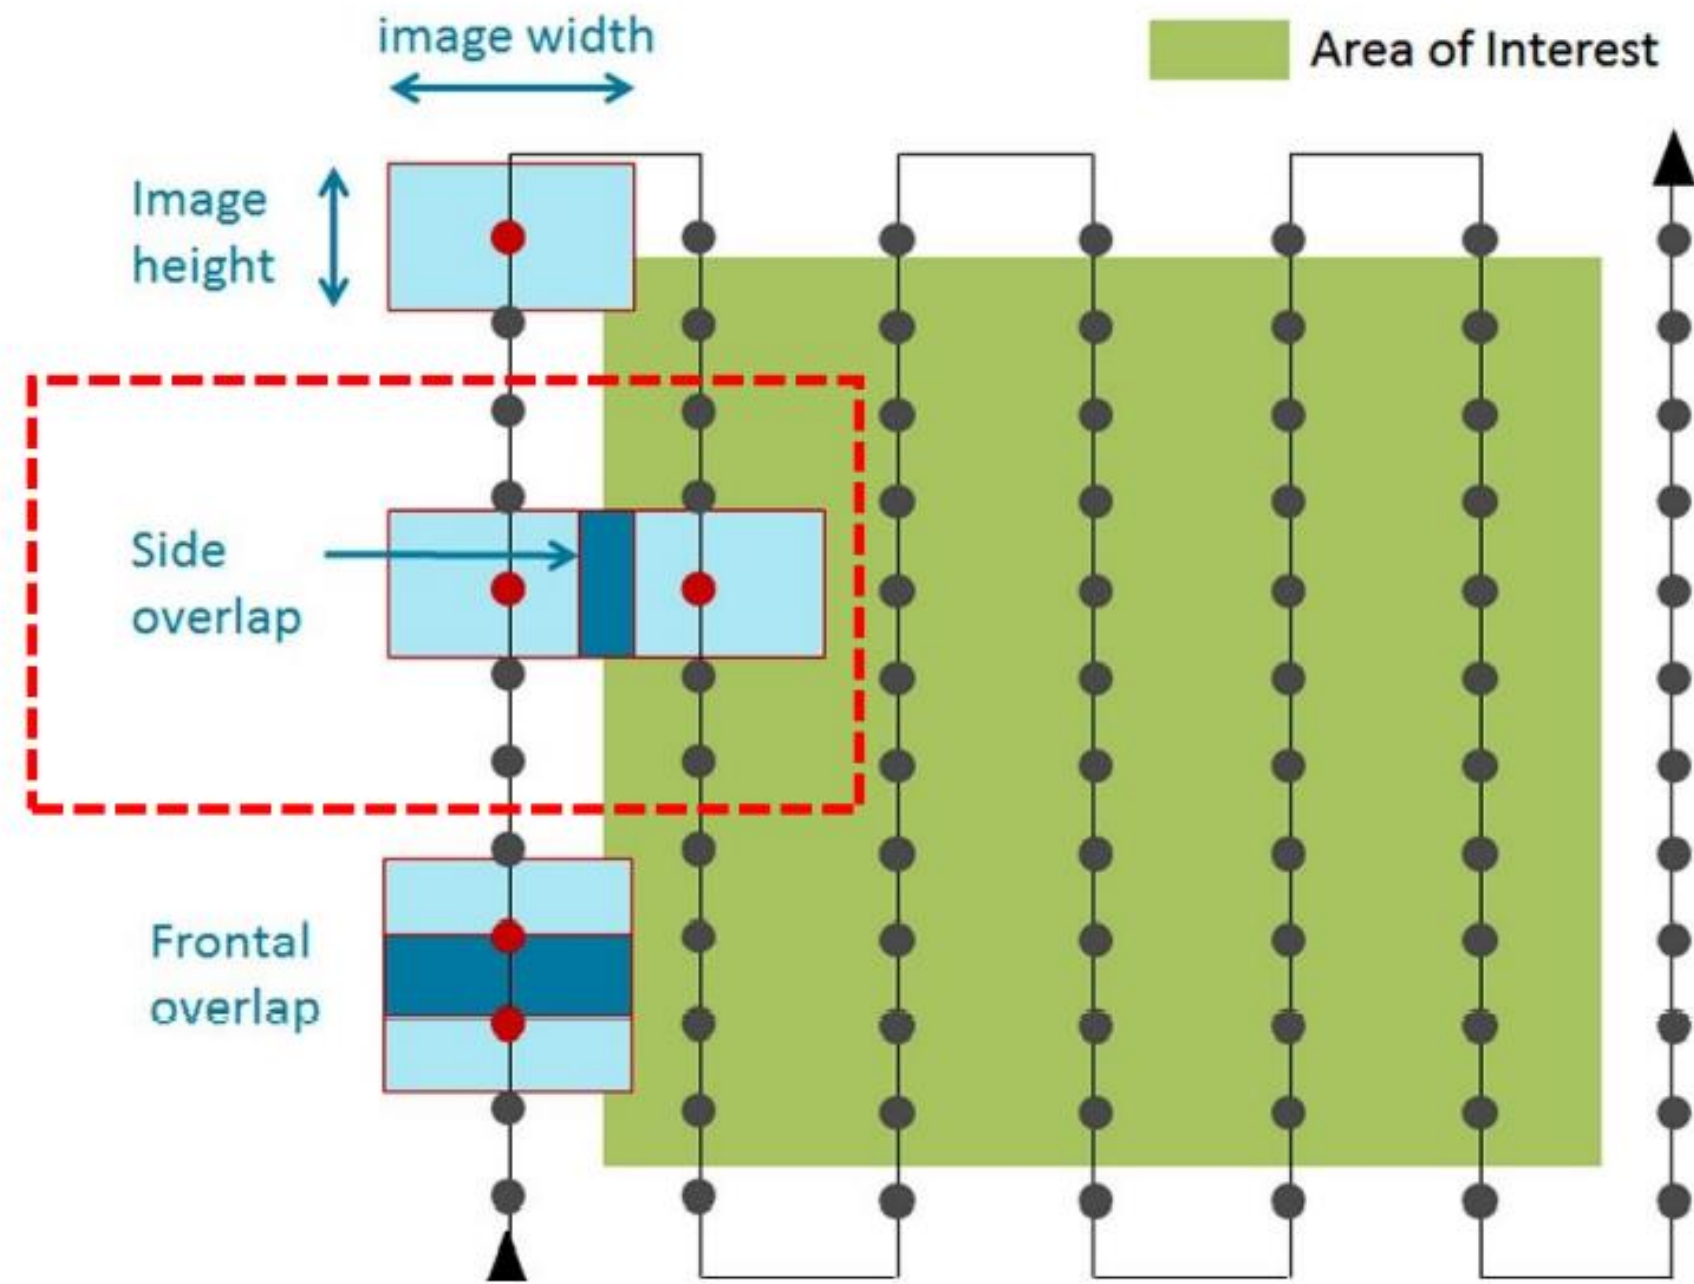 image width
Area of Interest
Image
height
Side
overlap
Frontal
overlap